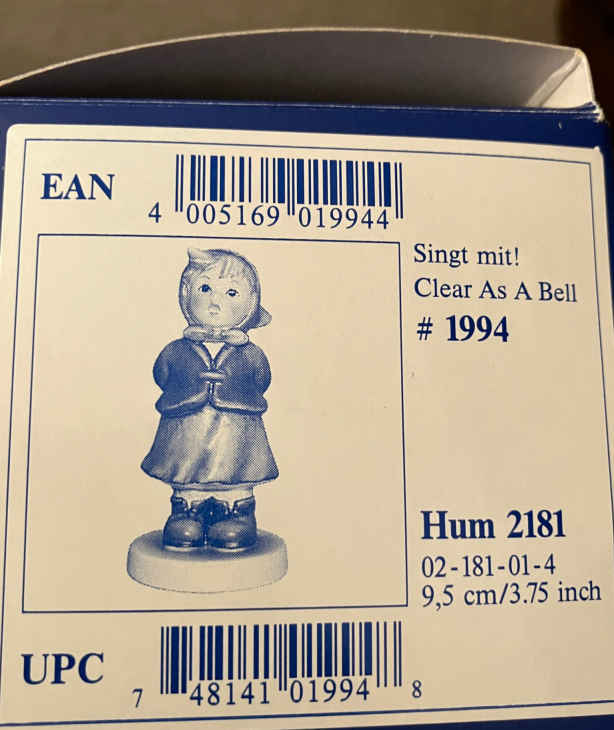 EAN
4 005169 019944
Singt mit!
Clear As A Bell
# 1994
Hum 2181
02-181-01-4
9,5 cm/3.75 inch
UPC
7 48141 01994 8